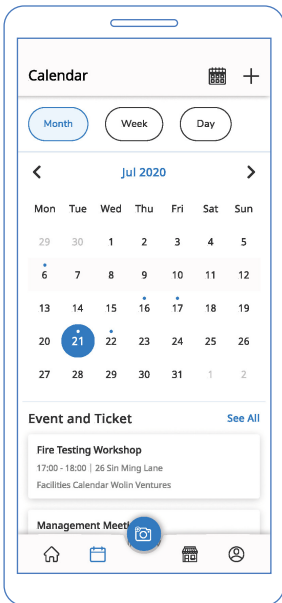 Calendar
Month Week Day
Jul 2020
Mon Tue Wed Thu Fri Sat Sun
29 30 1 2 3 4 5
6 7 8 9 10 11 12
13 14 15 16 17 18 19
20 21 22 23 24 25 26
27 28 29 30 31 1 2
Event and Ticket See All
Fire Testing Workshop
17:00 - 18:00 | 26 Sin Ming Lane
Facilities Calendar Wolin Ventures
Management